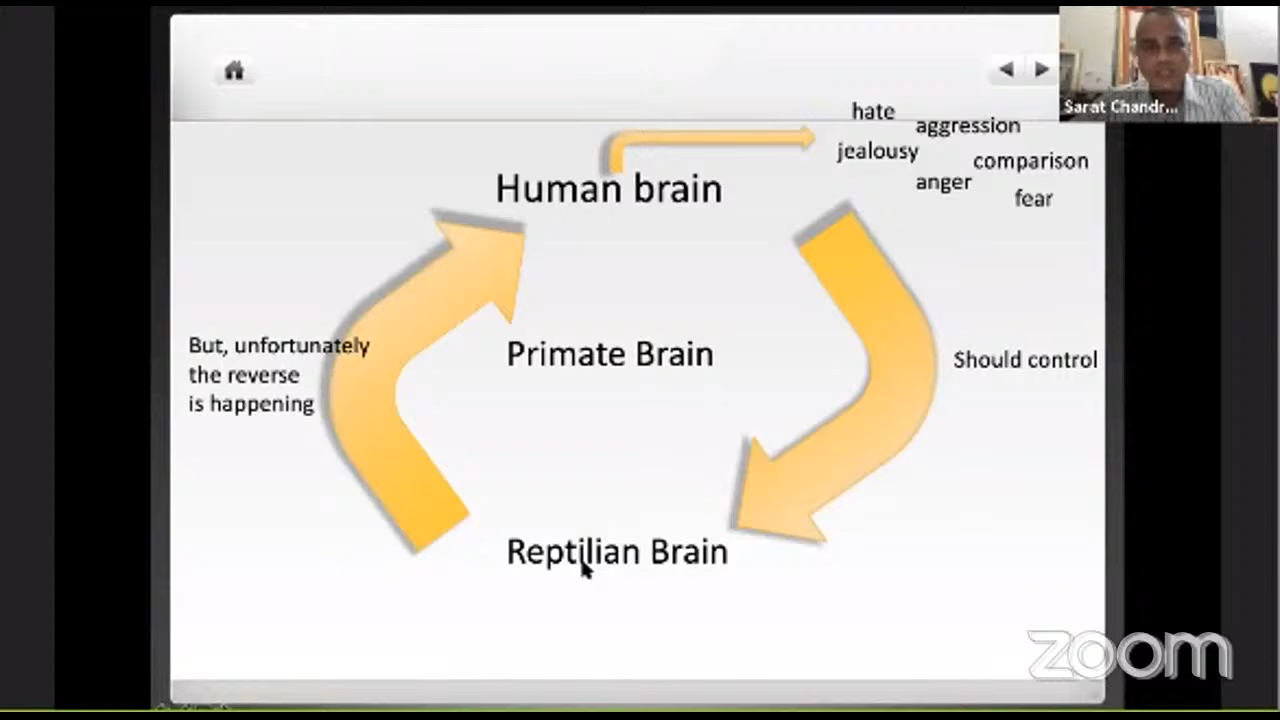 Sarat Chandr...
hate
aggression
jealousy
comparison
anger
fear
Human brain
But, unfortunately
the reverse
is happening
Primate Brain
Should control
Reptilian Brain
zoom